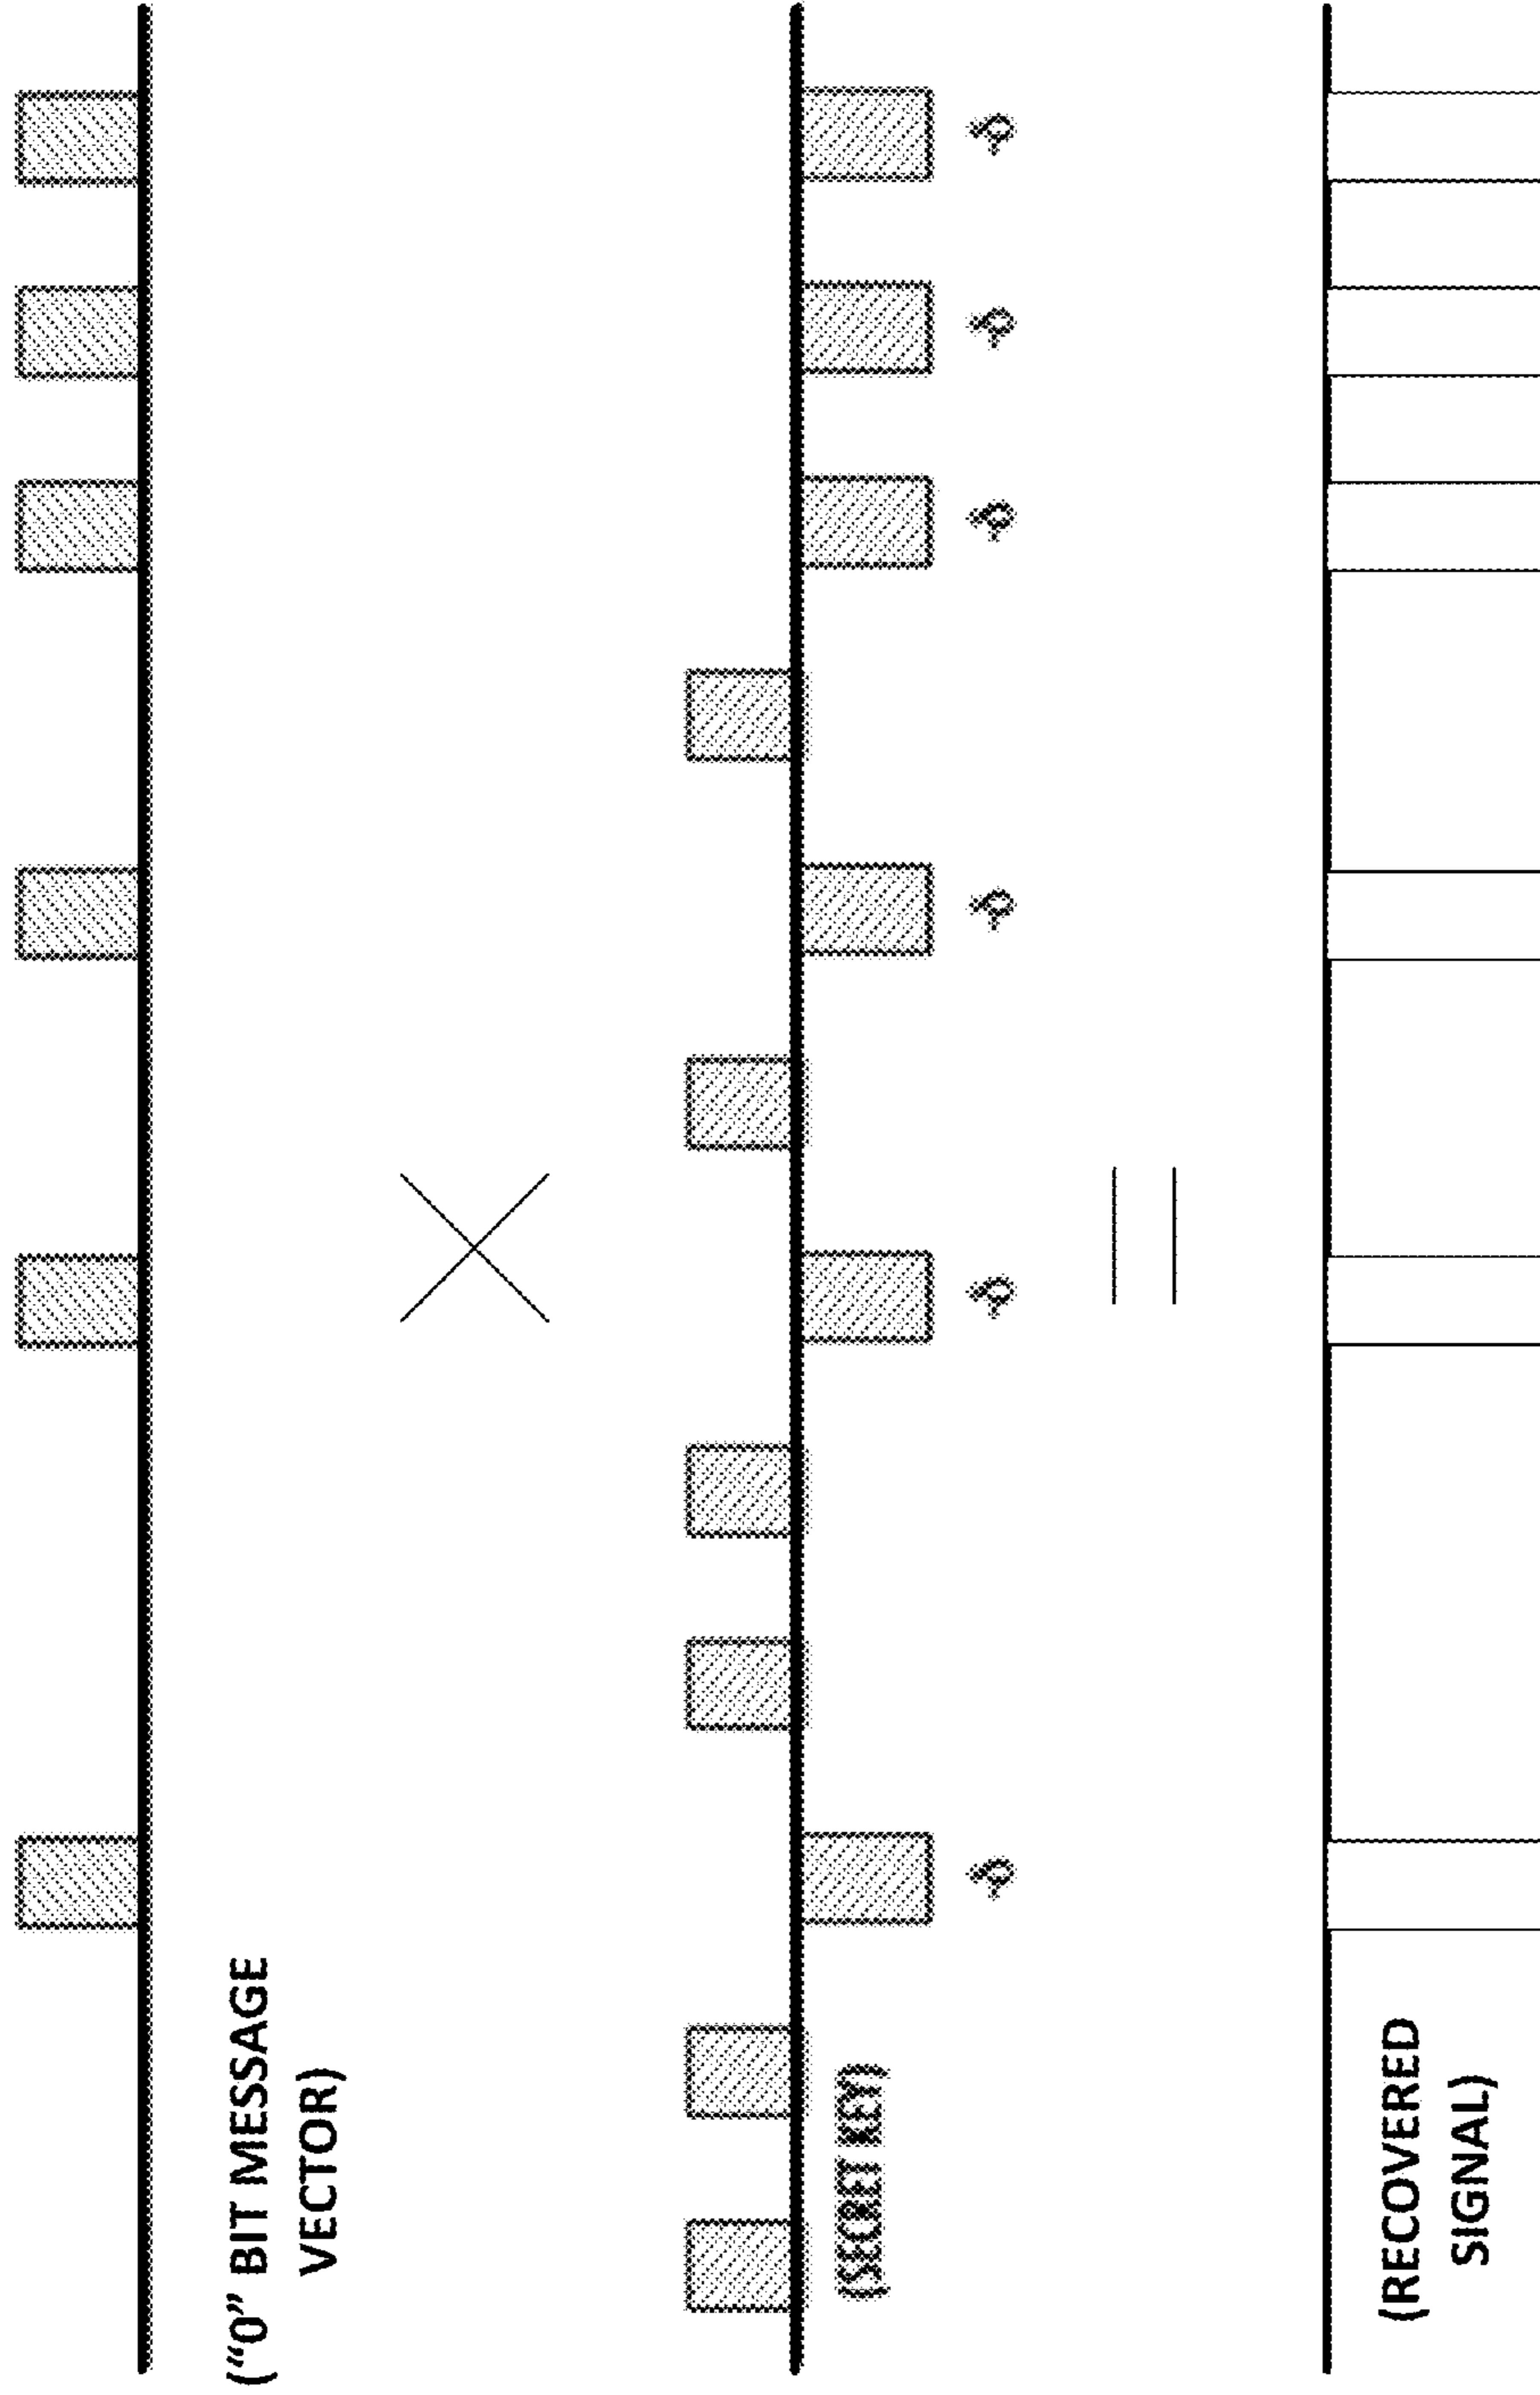 (“0” BIT MESSAGE
VECTOR)
(SECRET KEY)
(RECOVERED
SIGNAL)